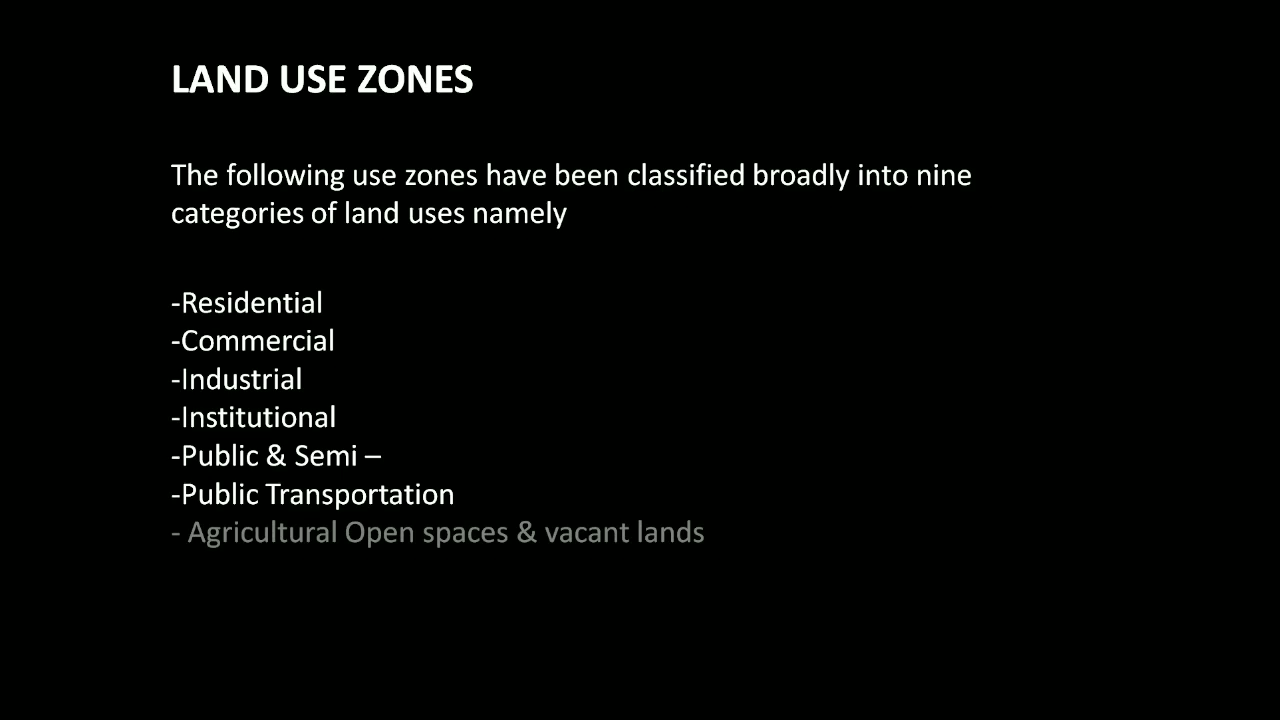 LAND USE ZONES
The following use zones have been classified broadly into nine
categories of land uses namely
-Residential
-Commercial
-Industrial
-Institutional
-Public & Semi –
-Public Transportation
- Agricultural Open spaces & vacant lands